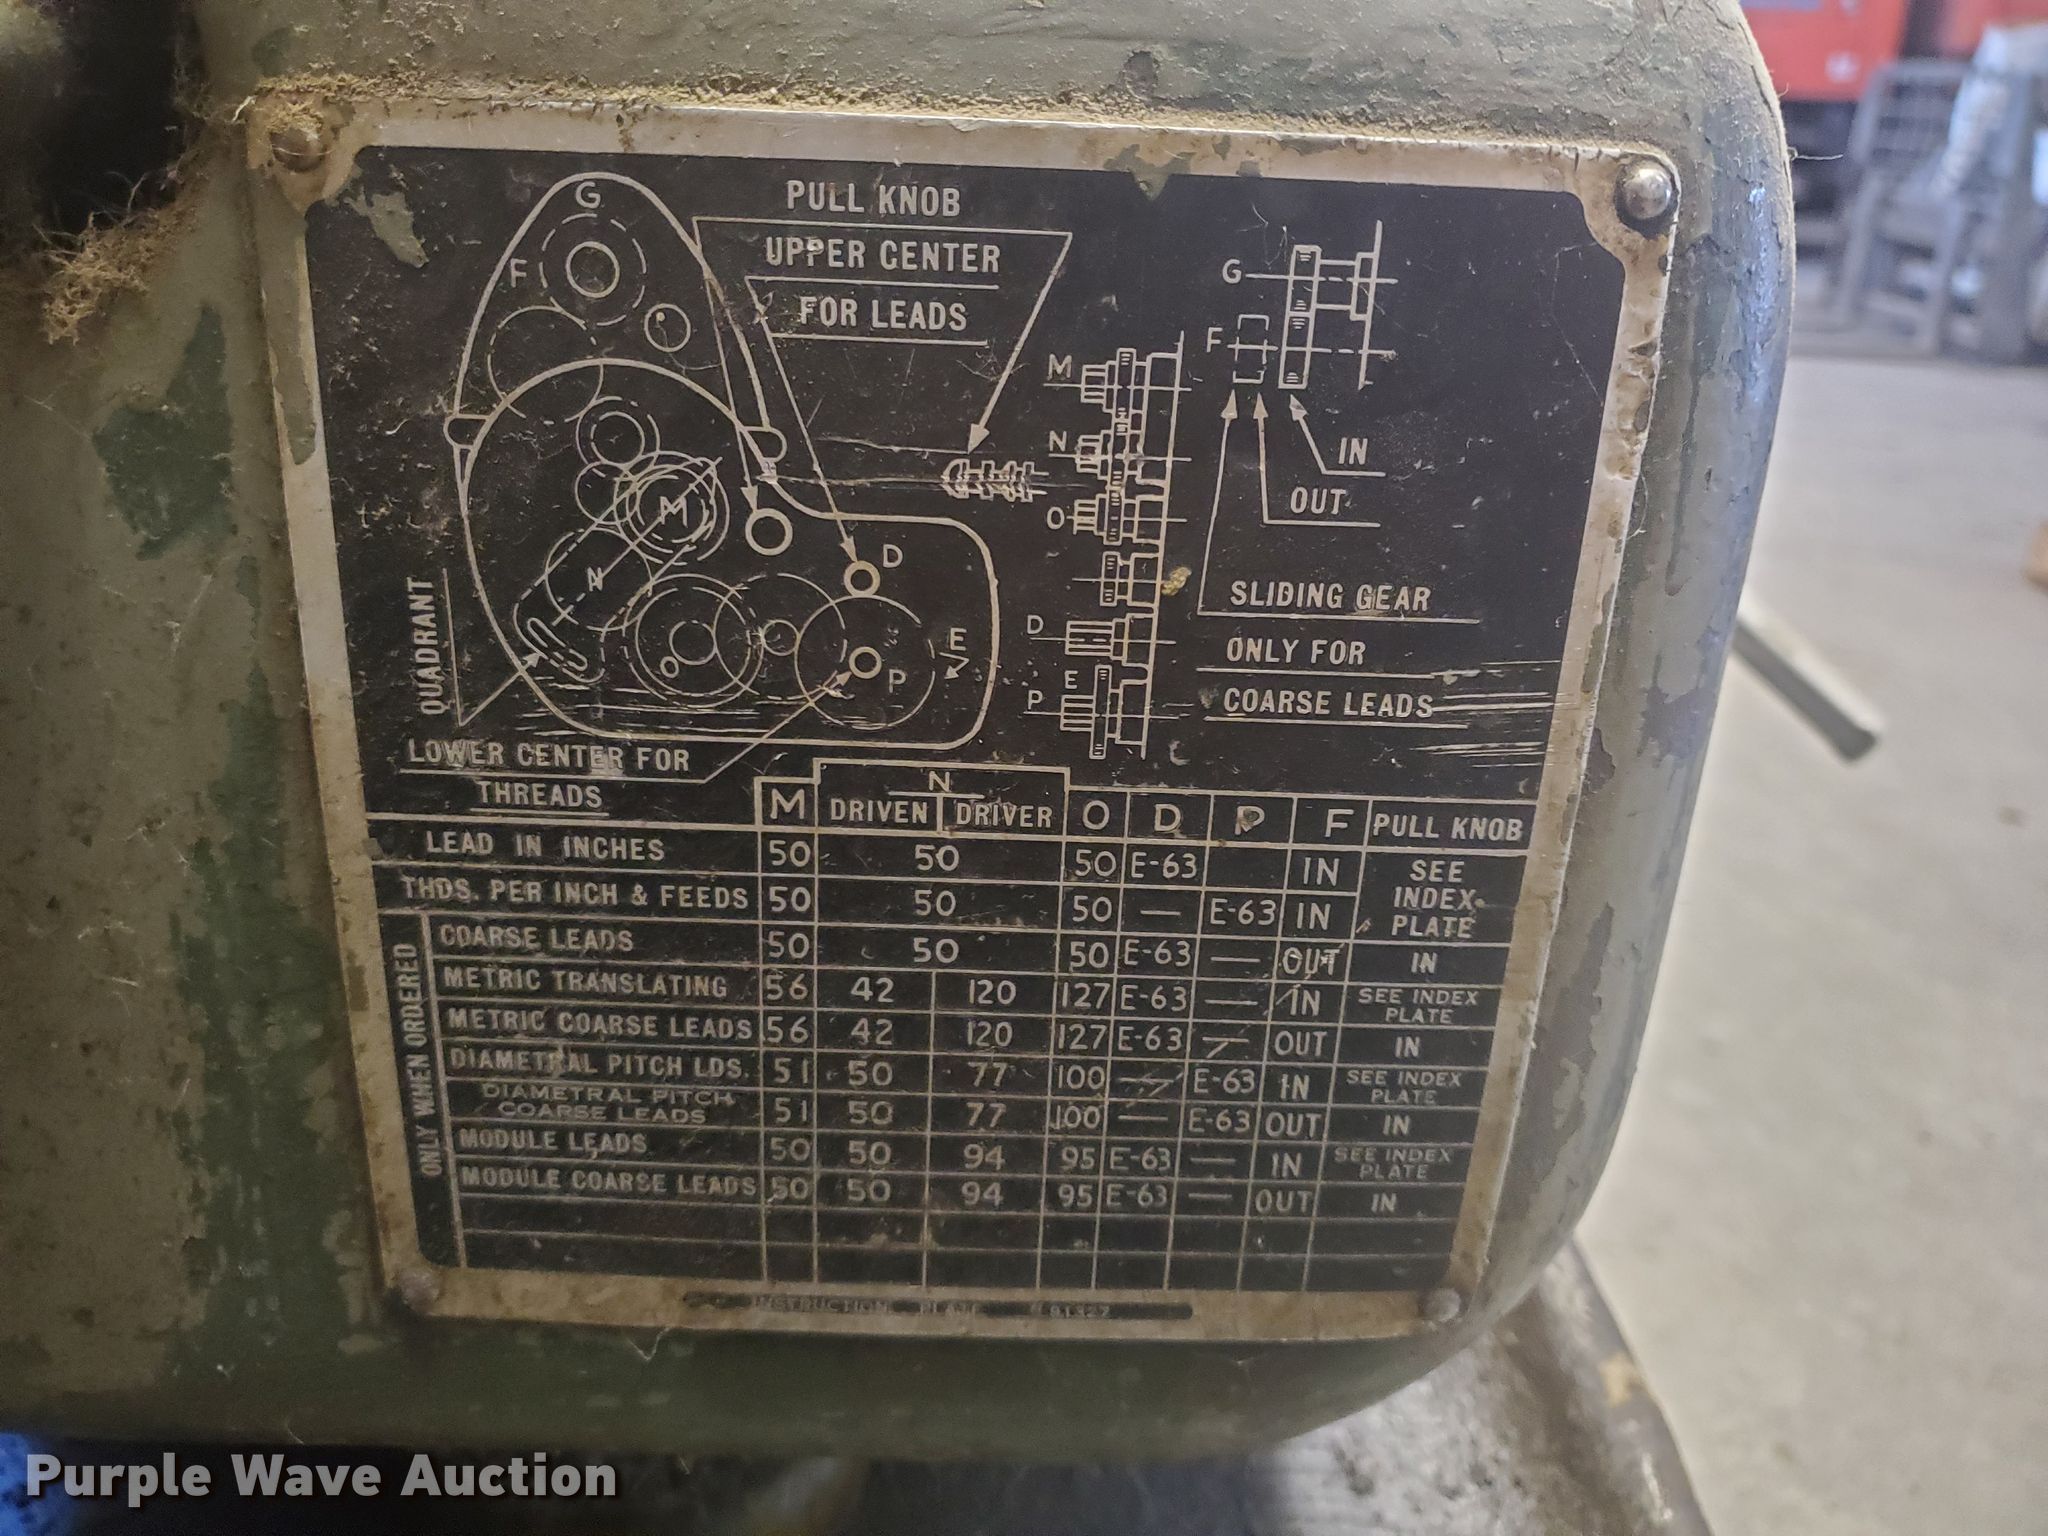 G
F
PULL KNOB
UPPER CENTER
FOR LEADS
G
F
M
N
O
D
E
P
IN
OUT
SLIDING GEAR
ONLY FOR
COARSE LEADS
M
N
D
E
P
O
QUADRANT
LOWER CENTER FOR
THREADS
M N DRIVEN DRIVER O D P F PULL KNOB
LEAD IN INCHES 50 50 50 E-63 IN SEE INDEX PLATE
THDS. PER INCH & FEEDS 50 50 50 — E-63 IN
ONLY WHEN ORDERED
COARSE LEADS 50 50 50 E-63 — OUT IN
METRIC TRANSLATING 56 42 120 127 E-63 — IN SEE INDEX PLATE
METRIC COARSE LEADS 56 42 120 127 E-63 — OUT IN
DIAMETRAL PITCH LDS. 51 50 77 100 — E-63 IN SEE INDEX PLATE
DIAMETRAL PITCH COARSE LEADS 51 50 77 100 — E-63 OUT IN
MODULE LEADS 50 50 94 95 E-63 — IN SEE INDEX PLATE
MODULE COARSE LEADS 50 50 94 95 E-63 — OUT IN
INSTRUCTION PLATE
Purple Wave Auction